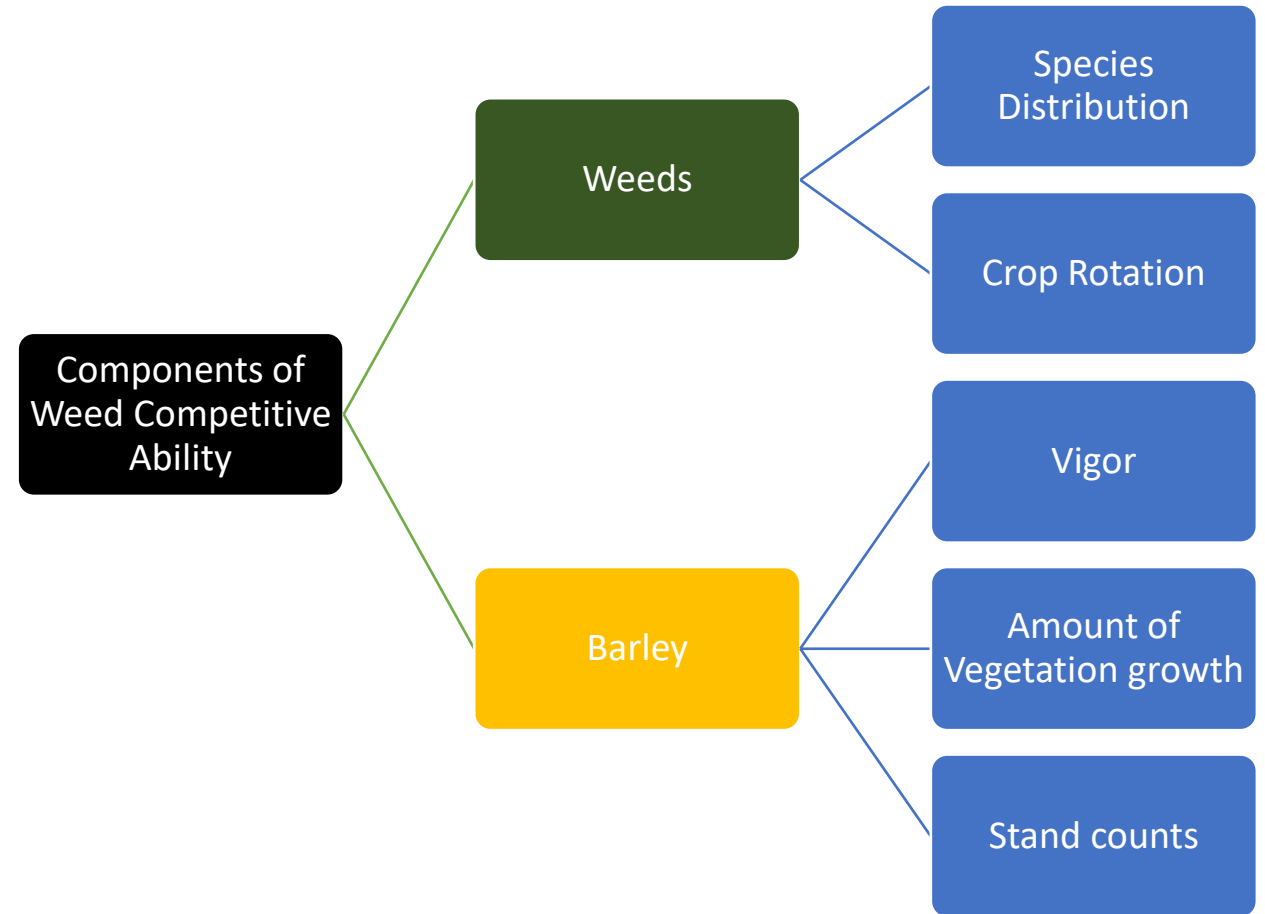 Components of
Weed Competitive
Ability
Weeds
Species
Distribution
Crop Rotation
Barley
Vigor
Amount of
Vegetation growth
Stand counts